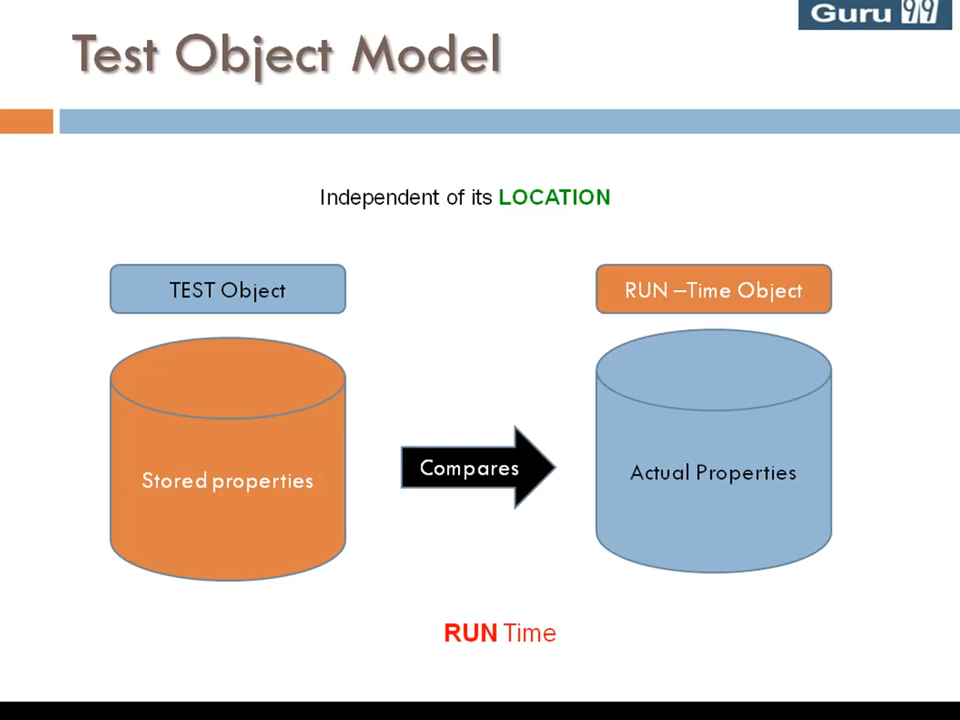 Guru 99
Test Object Model
Independent of its LOCATION
TEST Object
RUN –Time Object
Stored properties
Compares
Actual Properties
RUN Time